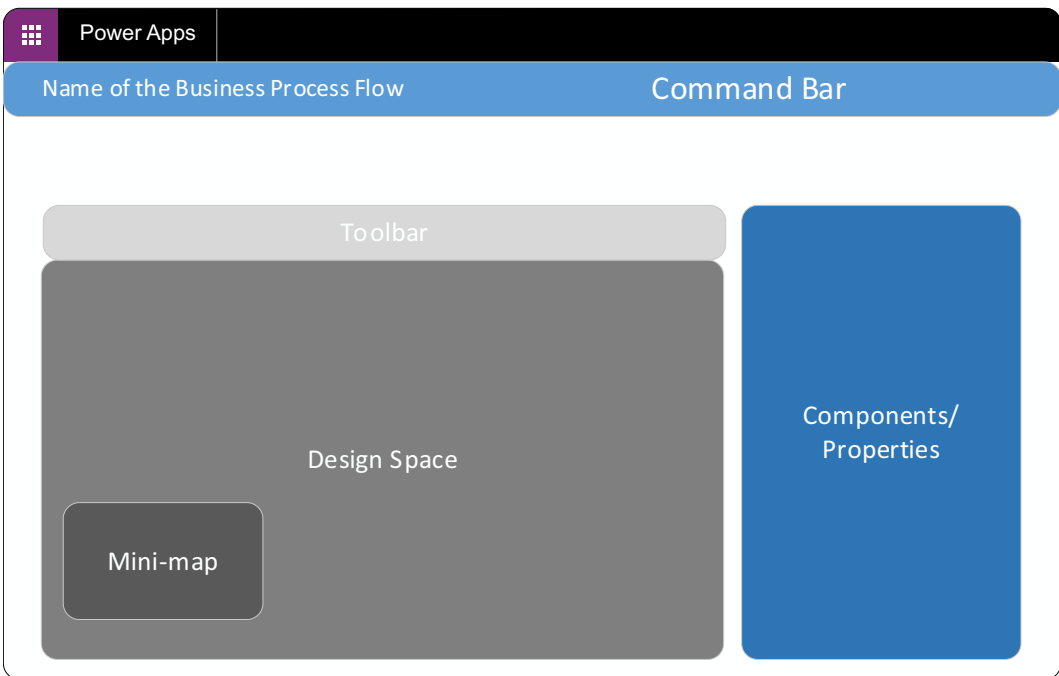 Power Apps
Name of the Business Process Flow
Command Bar
Toolbar
Design Space
Components/
Properties
Mini-map